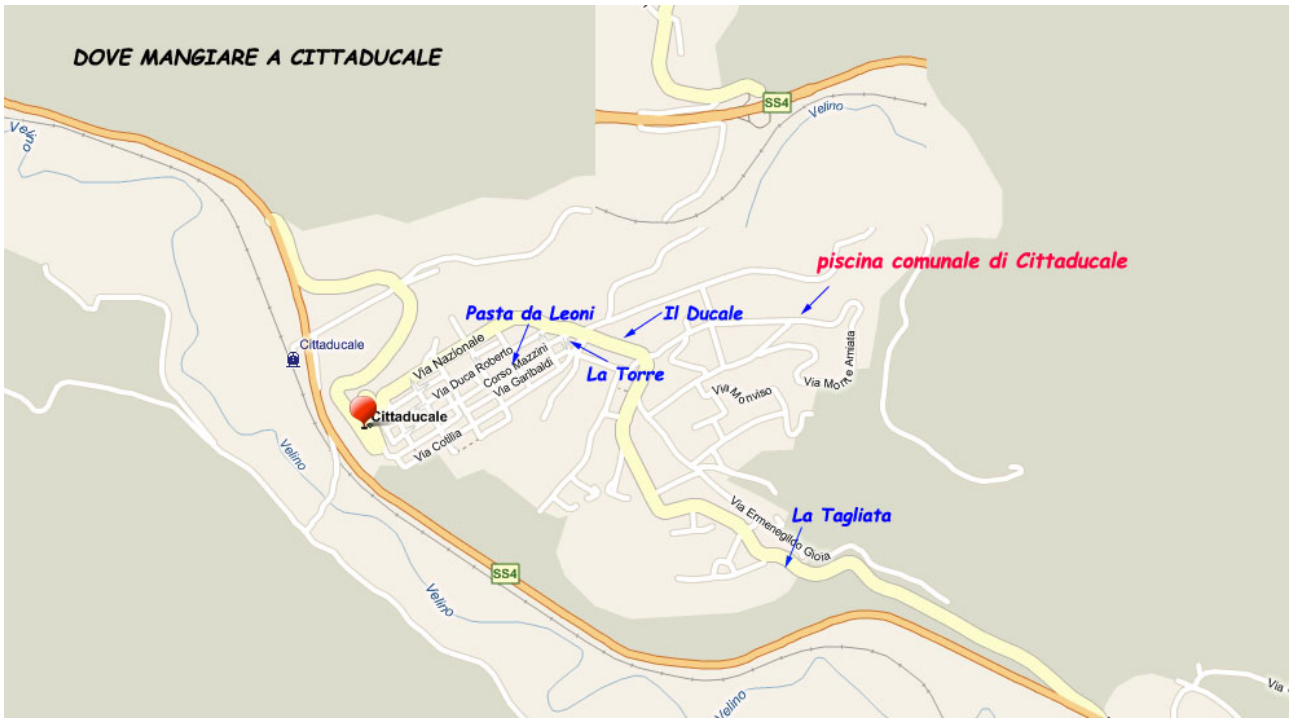 DOVE MANGIARE A CITTADUCALE
SS4
Velino
Velino
piscina comunale di Cittaducale
Pasta da Leoni
Il Ducale
Cittaducale
Via Nazionale
Via Duca Roberto
Corso Mazzini
Via Garibaldi
La Torre
Via Monte Amiata
Via Monviso
Cittaducale
Via Cotilia
Velino
La Tagliata
Via Ermenegildo Gioia
SS4
Velino
Velino
Via